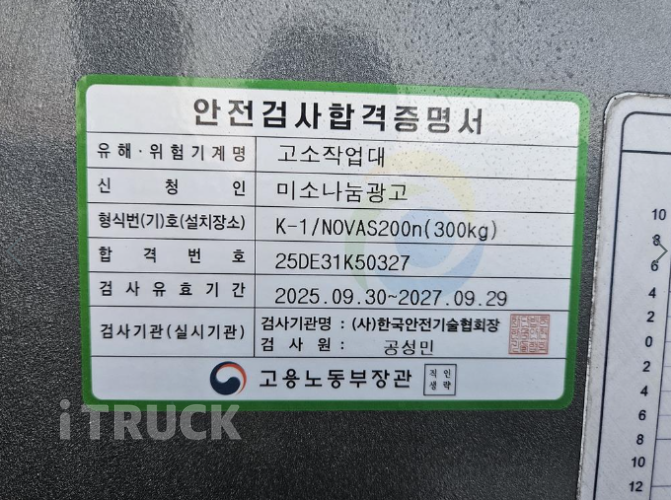 안전검사합격증명서
유해·위험기계명 고소작업대
신청인 미소나눔광고
형식번(기)호(설치장소) K-1/NOVAS200n(300kg)
합격번호 25DE31K50327
검사유효기간 2025.09.30~2027.09.29
검사기관(실시기관) 검사기관명 : (사)한국안전기술협회장
검사원 : 공성민
고용노동부장관 직인생략
iTRUCK
10
8
6
4
2
0
2
4
6
8
10
12